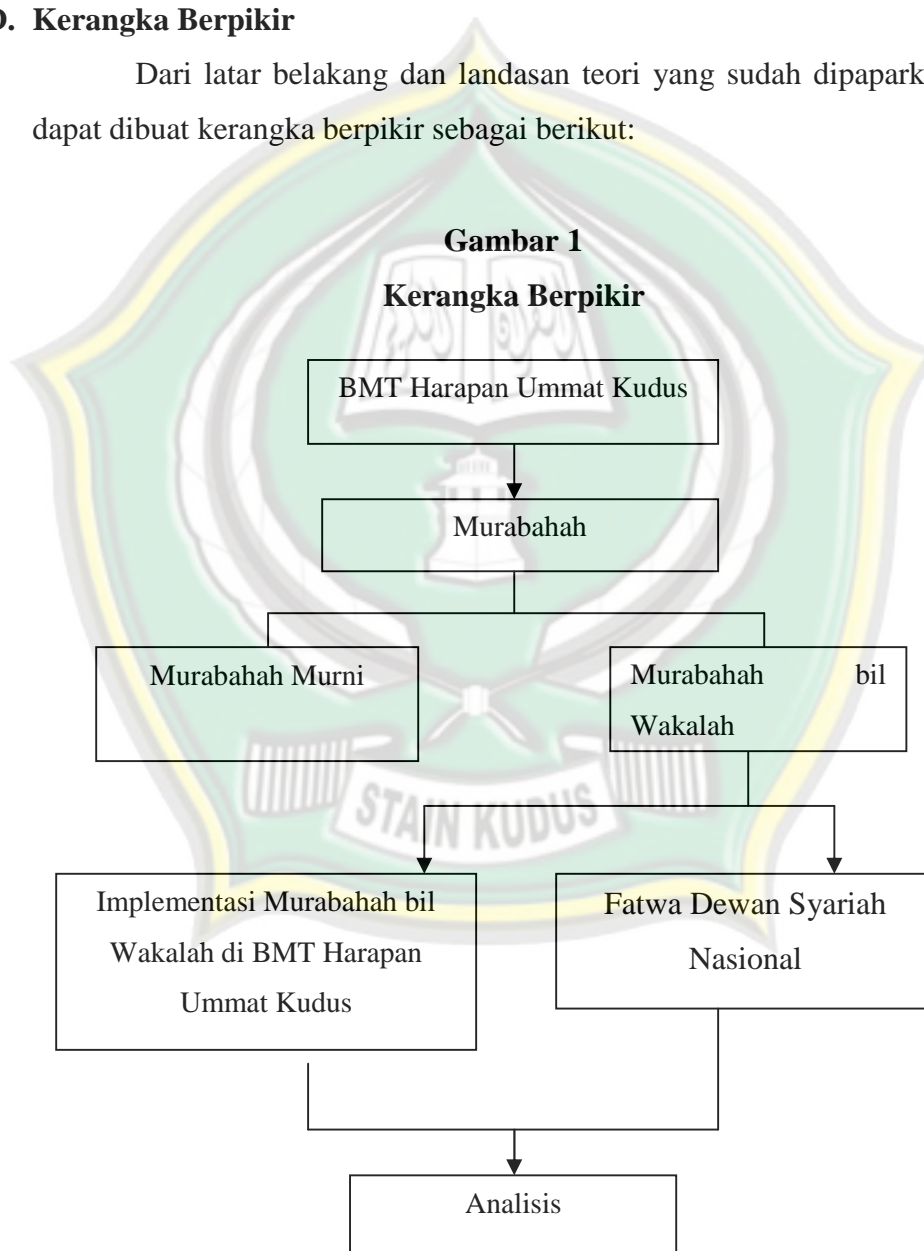 D. Kerangka Berpikir
Dari latar belakang dan landasan teori yang sudah dipapark
dapat dibuat kerangka berpikir sebagai berikut:
Gambar 1
Kerangka Berpikir
BMT Harapan Ummat Kudus
Murabahah
Murabahah Murni
Murabahah bil
Wakalah
STAIN KUDUS
Implementasi Murabahah bil
Wakalah di BMT Harapan
Ummat Kudus
Fatwa Dewan Syariah
Nasional
Analisis